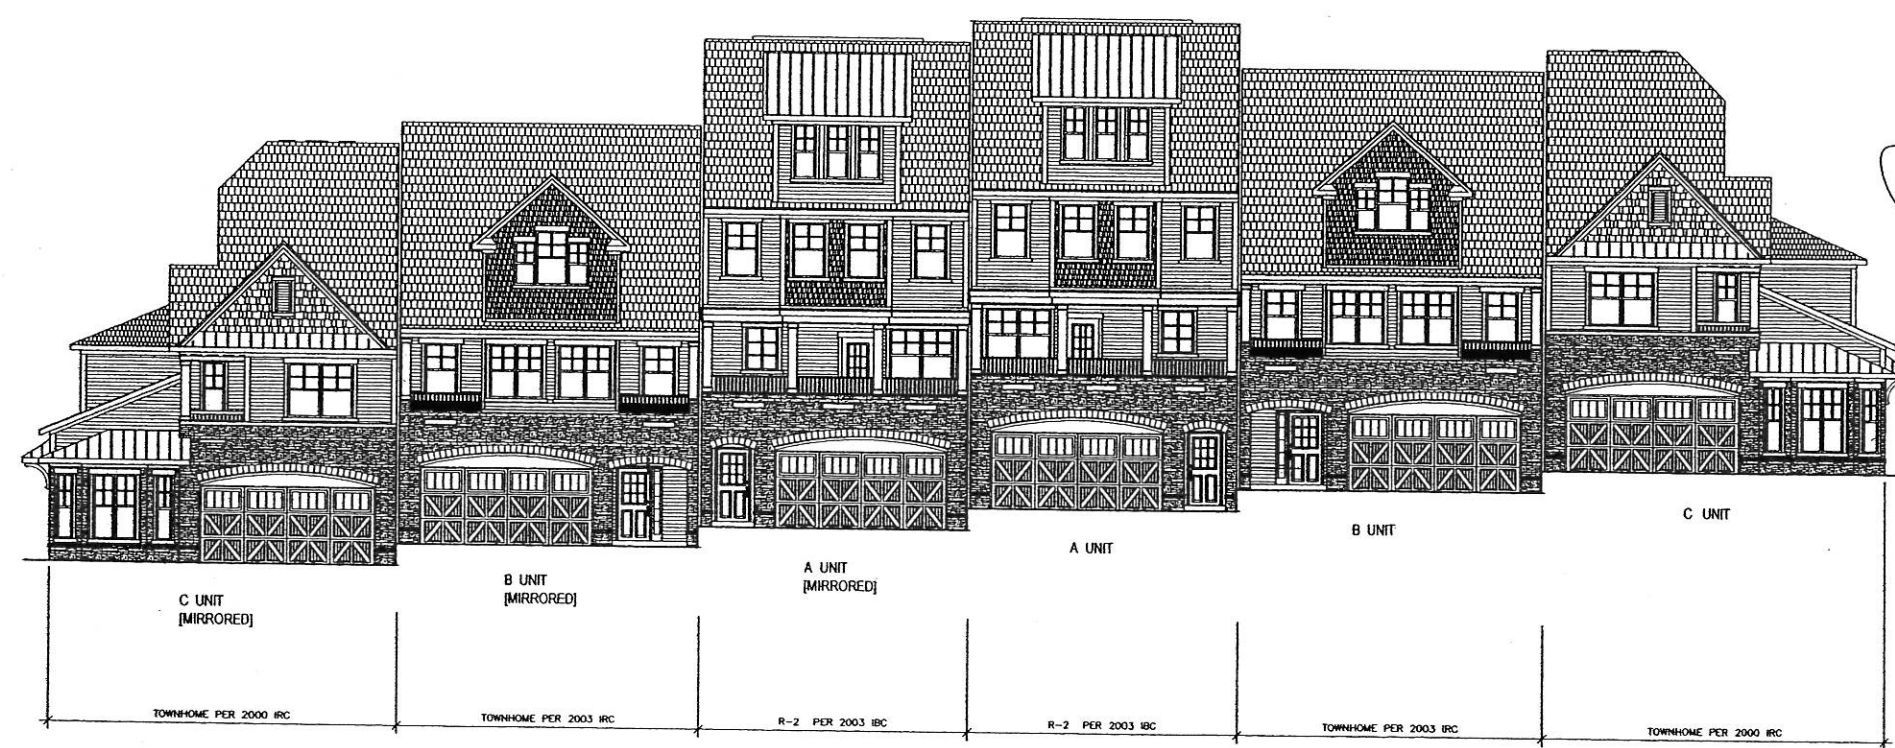 C UNIT
[MIRRORED]
B UNIT
[MIRRORED]
A UNIT
[MIRRORED]
A UNIT
B UNIT
C UNIT
TOWNHOME PER 2000 IRC
TOWNHOME PER 2003 IRC
R-2 PER 2003 IBC
R-2 PER 2003 IBC
TOWNHOME PER 2003 IRC
TOWNHOME PER 2000 IRC